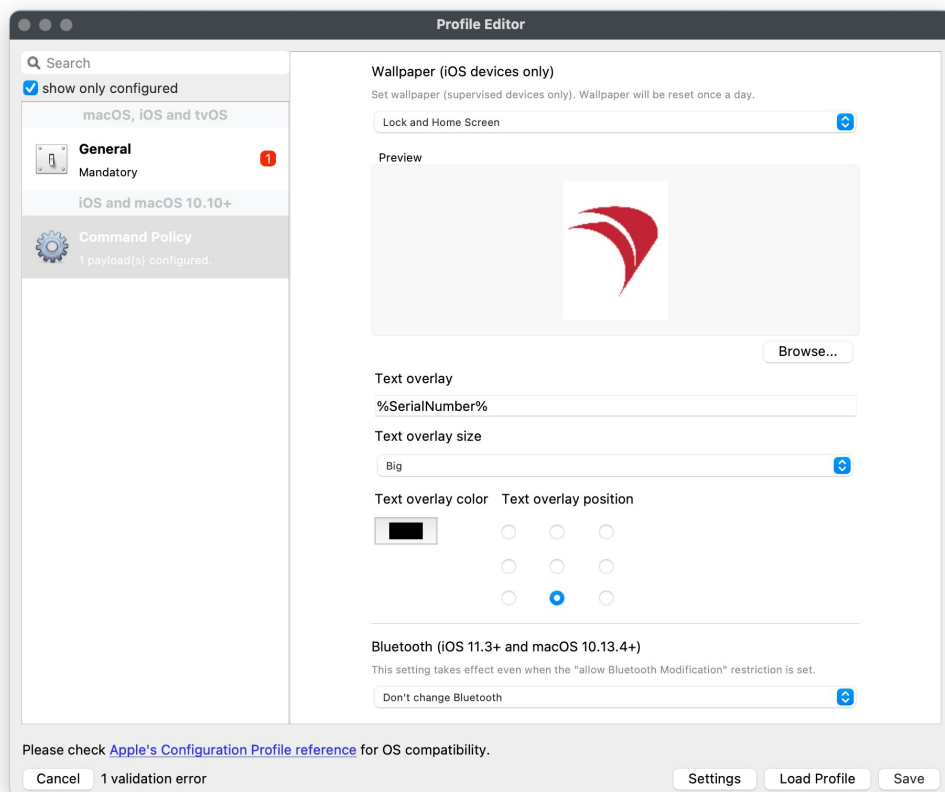 Profile Editor
Search
show only configured
macOS, iOS and tvOS
General
Mandatory
1
iOS and macOS 10.10+
Command Policy
1 payload(s) configured.
Wallpaper (iOS devices only)
Set wallpaper (supervised devices only). Wallpaper will be reset once a day.
Lock and Home Screen
Preview
Browse...
Text overlay
%SerialNumber%
Text overlay size
Big
Text overlay color Text overlay position
Bluetooth (iOS 11.3+ and macOS 10.13.4+)
This setting takes effect even when the "allow Bluetooth Modification" restriction is set.
Don't change Bluetooth
Please check Apple's Configuration Profile reference for OS compatibility.
Cancel 1 validation error Settings Load Profile Save